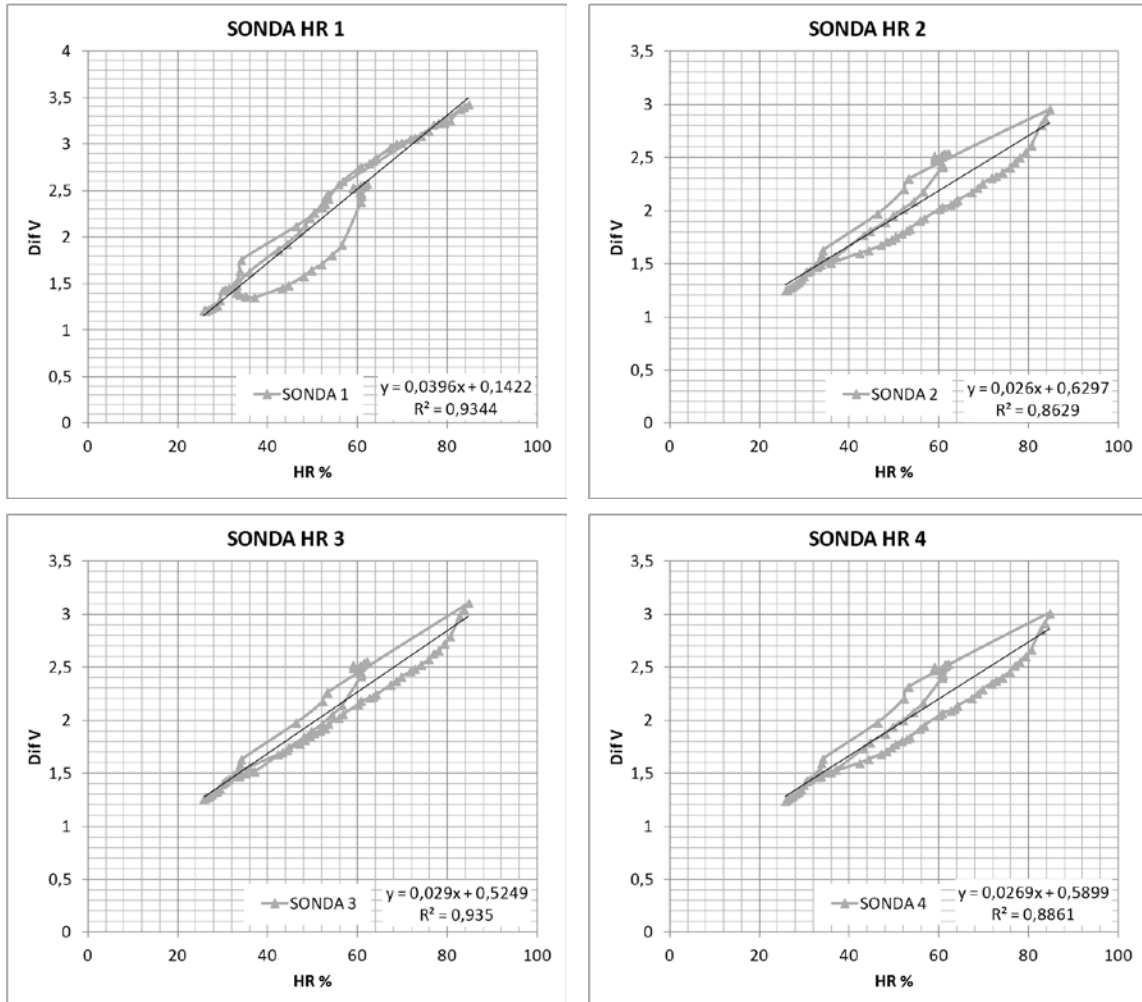 SONDA HR 1
4
3,5
3
2,5
2
1,5
1
0,5
0
Dif V
0 20 40 60 80 100
HR %
SONDA 1
y = 0,0396x + 0,1422
R² = 0,9344
SONDA HR 2
3,5
3
2,5
2
1,5
1
0,5
0
Dif V
0 20 40 60 80 100
HR %
SONDA 2
y = 0,026x + 0,6297
R² = 0,8629
SONDA HR 3
3,5
3
2,5
2
1,5
1
0,5
0
Dif V
0 20 40 60 80 100
HR %
SONDA 3
y = 0,029x + 0,5249
R² = 0,935
SONDA HR 4
3,5
3
2,5
2
1,5
1
0,5
0
Dif V
0 20 40 60 80 100
HR %
SONDA 4
y = 0,0269x + 0,5899
R² = 0,8861